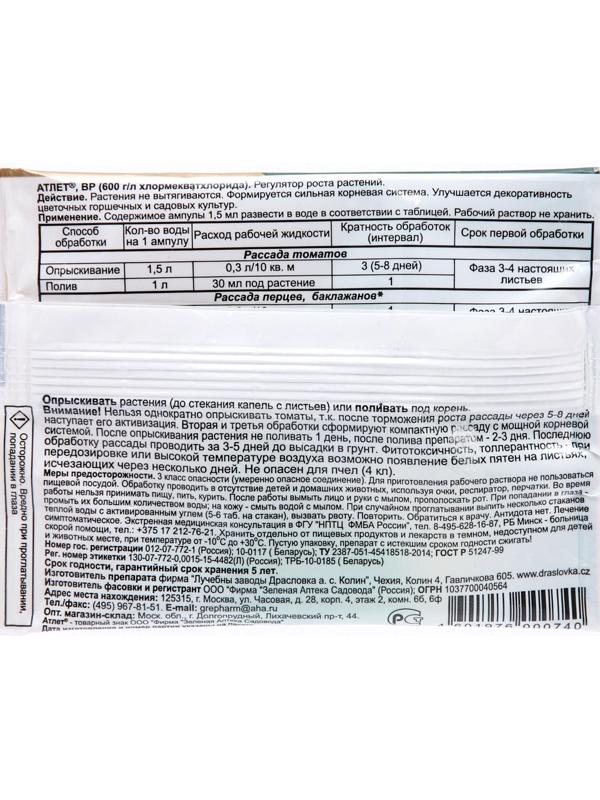 АТЛЕТ®, ВР (600 г/л хлормекватхлорида). Регулятор роста растений.
Действие. Растения не вытягиваются. Формируется сильная корневая система. Улучшается декоративность
цветочных горшечных и садовых культур.
Применение. Содержимое ампулы 1,5 мл развести в воде в соответствии с таблицей. Рабочий раствор не хранить.
Способ обработки Кол-во воды на 1 ампулу Расход рабочей жидкости Кратность обработок (интервал) Срок первой обработки
Рассада томатов
Опрыскивание 1,5 л 0,3 л/10 кв. м 3 (5-8 дней) Фаза 3-4 настоящих листьев
Полив 1 л 30 мл под растение 1
Рассада перцев, баклажанов*
Фаза 3-4
Опрыскивать растения (до стекания капель с листьев) или поливать под корень.
Внимание! Нельзя однократно опрыскивать томаты, т.к. после торможения роста рассады через 5-8 дней
наступает его активизация. Вторая и третья обработки сформируют компактную рассаду с мощной корневой
системой. После опрыскивания растения не поливать 1 день, после полива препаратом - 2-3 дня. Последнюю
обработку рассады проводить за 3-5 дней до высадки в грунт. Фитотоксичность, толлерантность - при
передозировке или высокой температуре воздуха возможно появление белых пятен на листьях,
исчезающих через несколько дней. Не опасен для пчел (4 кл).
Меры предосторожности. 3 класс опасности (умеренно опасное соединение). Для приготовления рабочего раствора не пользоваться
пищевой посудой. Обработку проводить в отсутствие детей и домашних животных, используя очки, респиратор, перчатки. Во время
работы нельзя принимать пищу, пить, курить. После работы вымыть лицо и руки с мылом, прополоскать рот. При попадании в глаза -
промыть их большим количеством воды; на кожу - смыть водой с мылом. При случайном проглатывании выпить несколько стаканов
теплой воды с активированным углем (5-6 таб. на стакан), вызвать рвоту. Повторить. Обратиться к врачу. Антидота нет. Лечение
симптоматическое. Экстренная медицинская консультация в ФГУ "НПТЦ ФМБА России", тел. 8-495-628-16-87, РБ Минск - больница
скорой помощи, тел. +375 17 212-76-21. Хранить отдельно от пищевых продуктов и лекарств в темном, недоступном для детей
и животных месте, при температуре от -10°С до +30°С. Пустую упаковку, препарат с истекшим сроком годности сжигать!
Номер гос. регистрации 012-07-772-1 (Россия); 10-0117 ( Беларусь); ТУ 2387-051-45418518-2014; ГОСТ Р 51247-99
Рег. номер этикетки 130-07-772-0,0015-15-4482(Л) (Россия); ТРБ-10-0185 ( Беларусь)
Срок годности, гарантийный срок хранения 5 лет.
Изготовитель препарата фирма "Лучебны заводы Драсловка а. с. Колин", Чехия, Колин 4, Гавличкова 605. www.draslovka.cz
Изготовитель фасовки и регистрант ООО "Фирма "Зеленая Аптека Садовода" (Россия), ОГРН 1037700040564
Адрес места нахождения: 125315, г. Москва, ул. Часовая, д. 28, корп. 4, этаж 2, комн. 6б, 6ф
Тел./факс: (495) 967-81-51. E-mail: grepharm@aha.ru
Опт. магазин-склад: Моск. обл., г. Долгопрудный, Лихачевский пр-т, 44.
Атлет® - товарный знак ООО "Фирма "Зеленая Аптека Садовода"
Осторожно Вредно при проглатывании,
попадании в глаза
РСТ
4 601976 000740